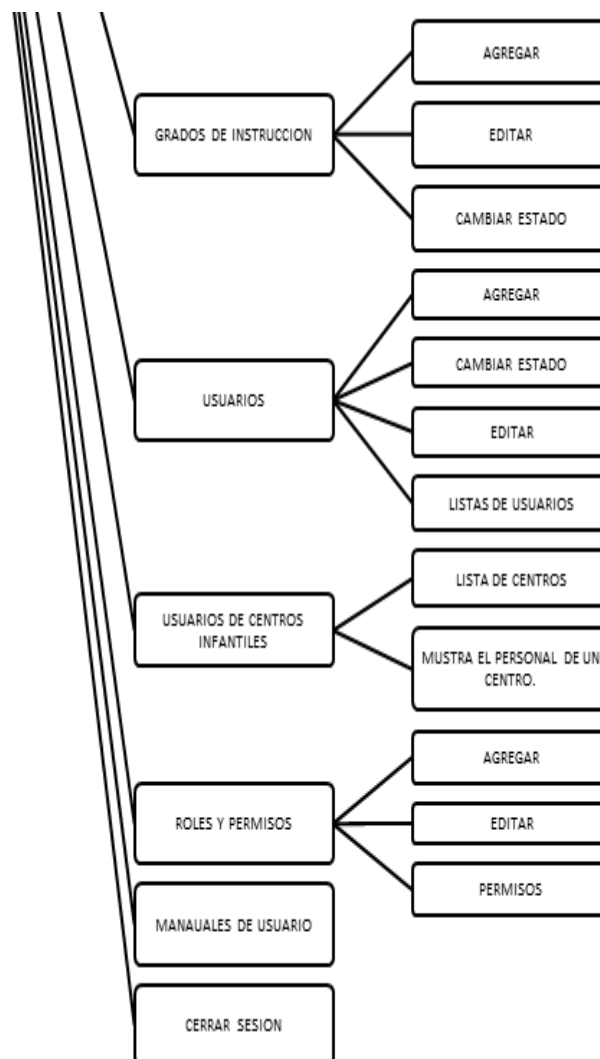 GRADOS DE INSTRUCCION
AGREGAR
EDITAR
CAMBIAR ESTADO
USUARIOS
AGREGAR
CAMBIAR ESTADO
EDITAR
LISTAS DE USUARIOS
USUARIOS DE CENTROS
INFANTILES
LISTA DE CENTROS
MUSTRA EL PERSONAL DE UN
CENTRO.
ROLES Y PERMISOS
AGREGAR
EDITAR
PERMISOS
MANAUALES DE USUARIO
CERRAR SESION